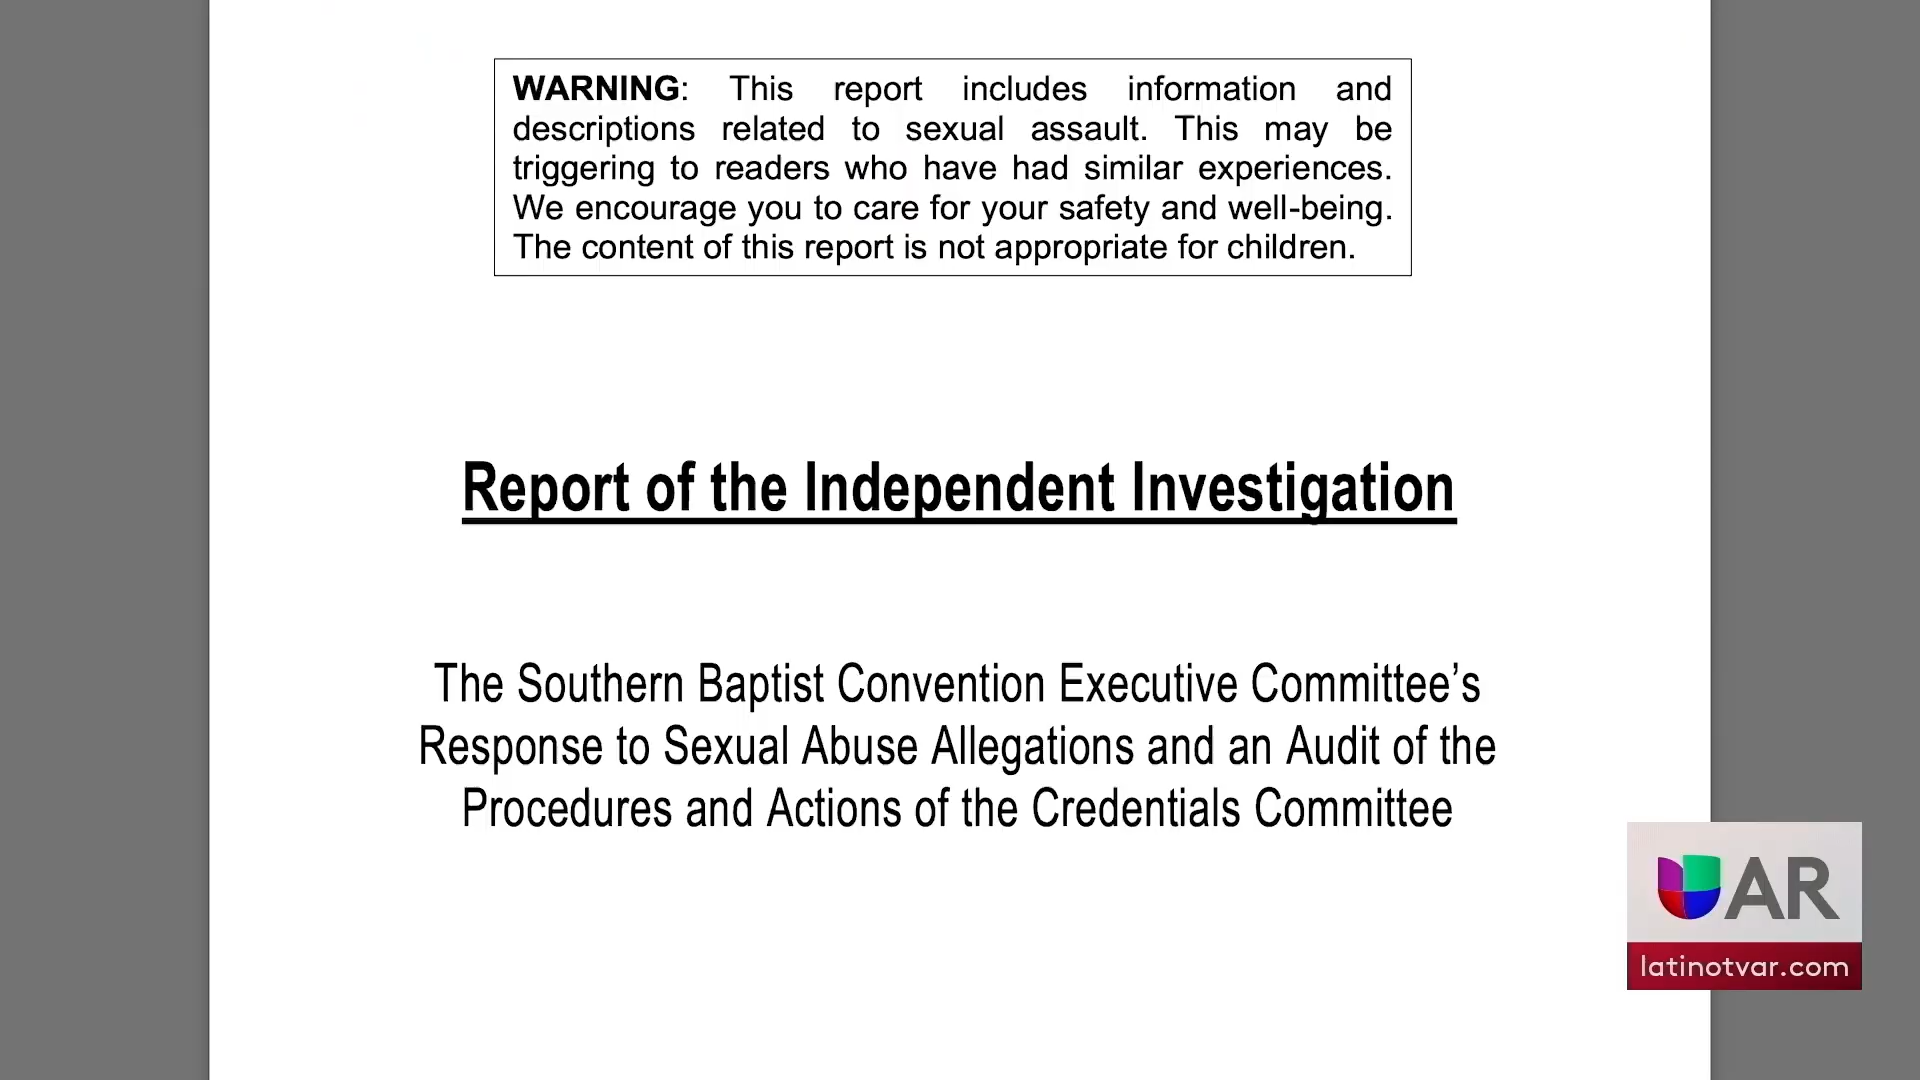 WARNING: This report includes information and
descriptions related to sexual assault. This may be
triggering to readers who have had similar experiences.
We encourage you to care for your safety and well-being.
The content of this report is not appropriate for children.
Report of the Independent Investigation
The Southern Baptist Convention Executive Committee’s
Response to Sexual Abuse Allegations and an Audit of the
Procedures and Actions of the Credentials Committee
AR
latinotvar.com